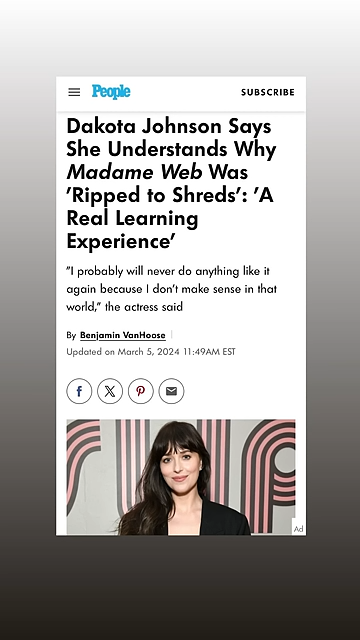 People
SUBSCRIBE
Dakota Johnson Says
She Understands Why
Madame Web Was
'Ripped to Shreds': 'A
Real Learning
Experience'
"I probably will never do anything like it
again because I don't make sense in that
world," the actress said
By Benjamin VanHoose
Updated on March 5, 2024 11:49AM EST
Ad